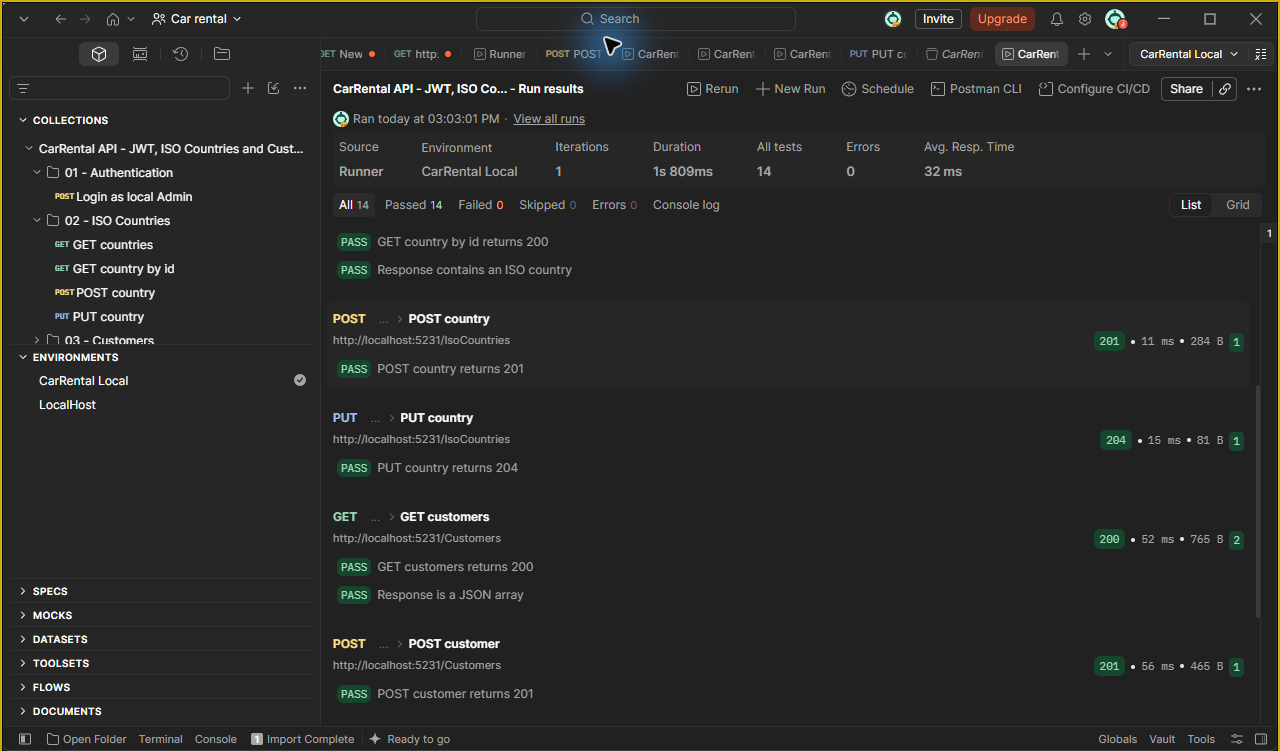 Car rental
Search
Invite
Upgrade
GET New
GET http:
Runner
POST POST
CarRent
CarRent
CarRent
PUT PUT co
CarRent
CarRent
CarRental Local
CarRental API - JWT, ISO Co... - Run results
Rerun
New Run
Schedule
Postman CLI
Configure CI/CD
Share
COLLECTIONS
Ran today at 03:03:01 PM · View all runs
CarRental API - JWT, ISO Countries and Cust...
01 - Authentication
POST Login as local Admin
02 - ISO Countries
GET GET countries
GET GET country by id
POST POST country
PUT PUT country
03 - Customers
ENVIRONMENTS
CarRental Local
LocalHost
SPECS
MOCKS
DATASETS
TOOLSETS
FLOWS
DOCUMENTS
Source Environment Iterations Duration All tests Errors Avg. Resp. Time
Runner CarRental Local 1 1s 809ms 14 0 32 ms
All 14 Passed 14 Failed 0 Skipped 0 Errors 0 Console log List Grid
1
PASS GET country by id returns 200
PASS Response contains an ISO country
POST ... > POST country
http://localhost:5231/IsoCountries
201 • 11 ms • 284 B 1
PASS POST country returns 201
PUT ... > PUT country
http://localhost:5231/IsoCountries
204 • 15 ms • 81 B 1
PASS PUT country returns 204
GET ... > GET customers
http://localhost:5231/Customers
200 • 52 ms • 765 B 2
PASS GET customers returns 200
PASS Response is a JSON array
POST ... > POST customer
http://localhost:5231/Customers
201 • 56 ms • 465 B 1
PASS POST customer returns 201
Open Folder Terminal Console 1 Import Complete Ready to go Globals Vault Tools